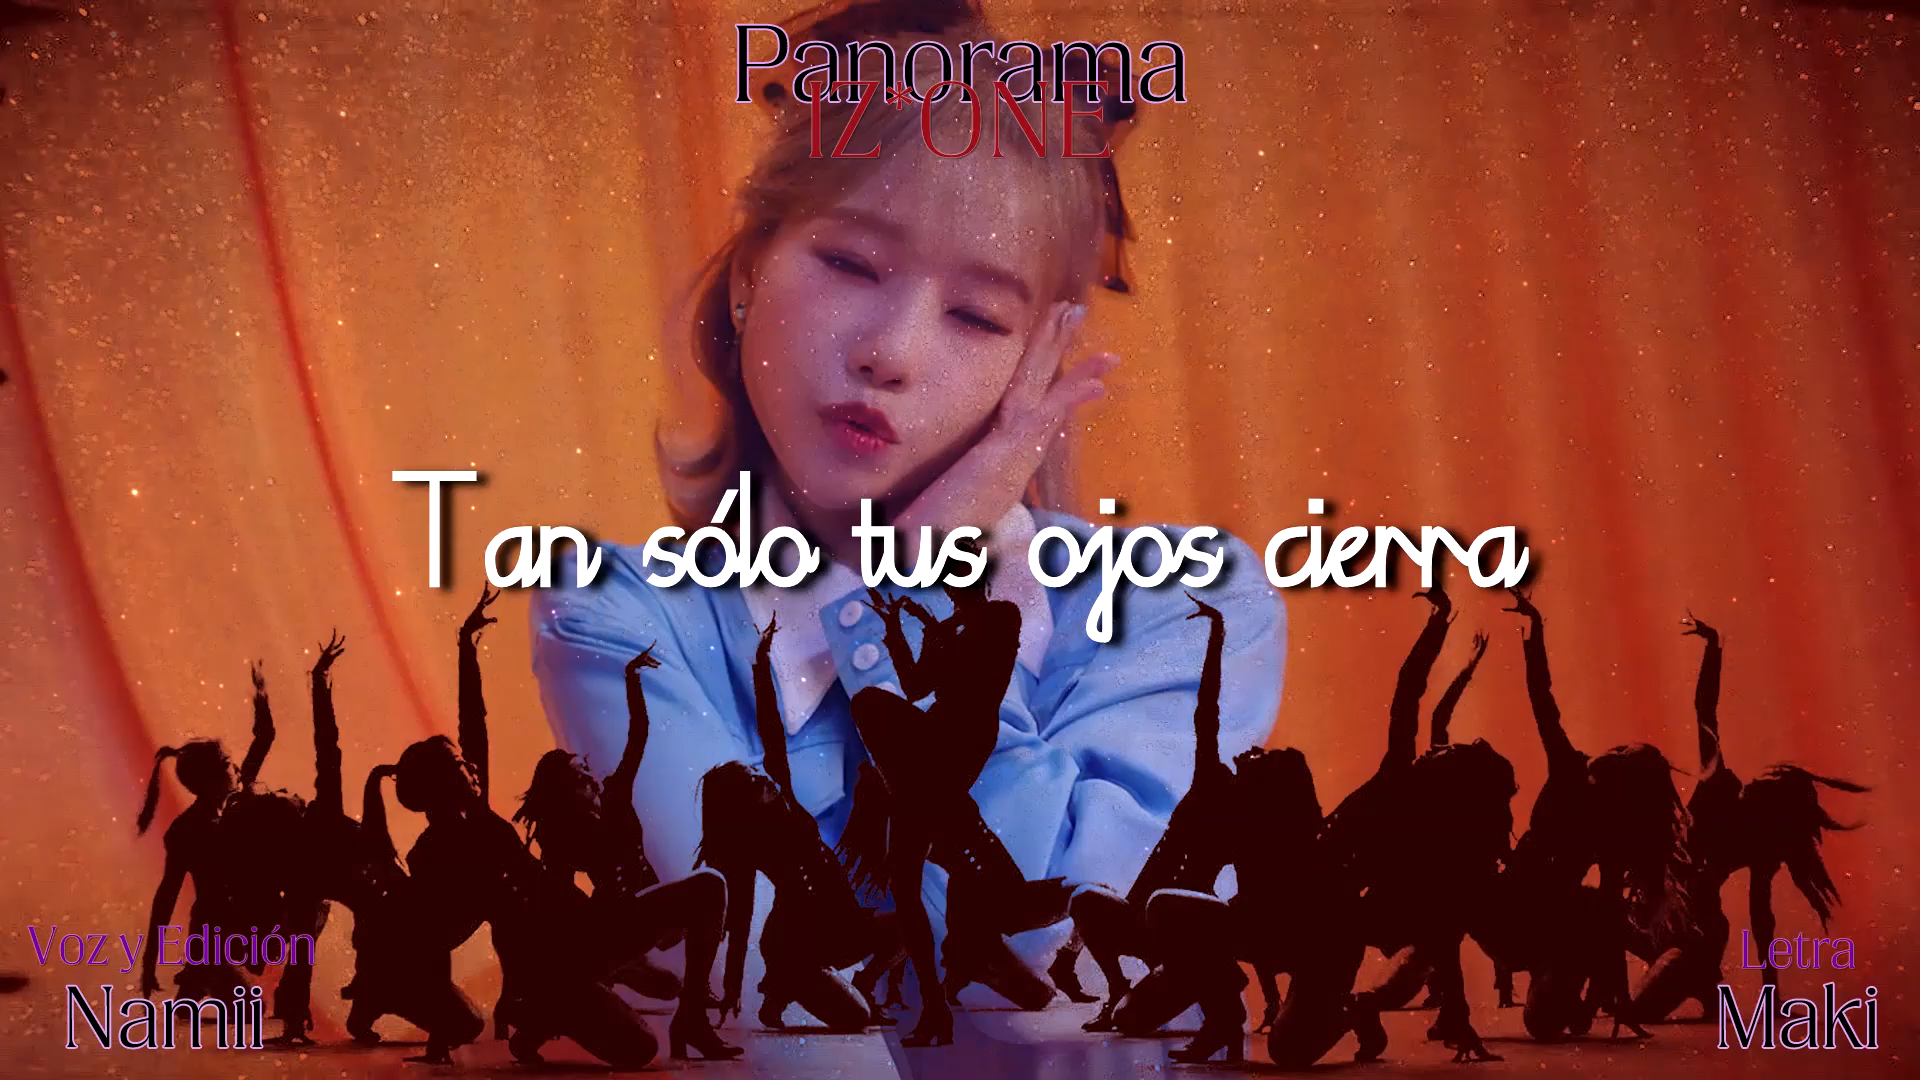 Panorama
IZ*ONE
Tan sólo tus ojos cierra
Voz y Edición
Namii
Letra
Maki